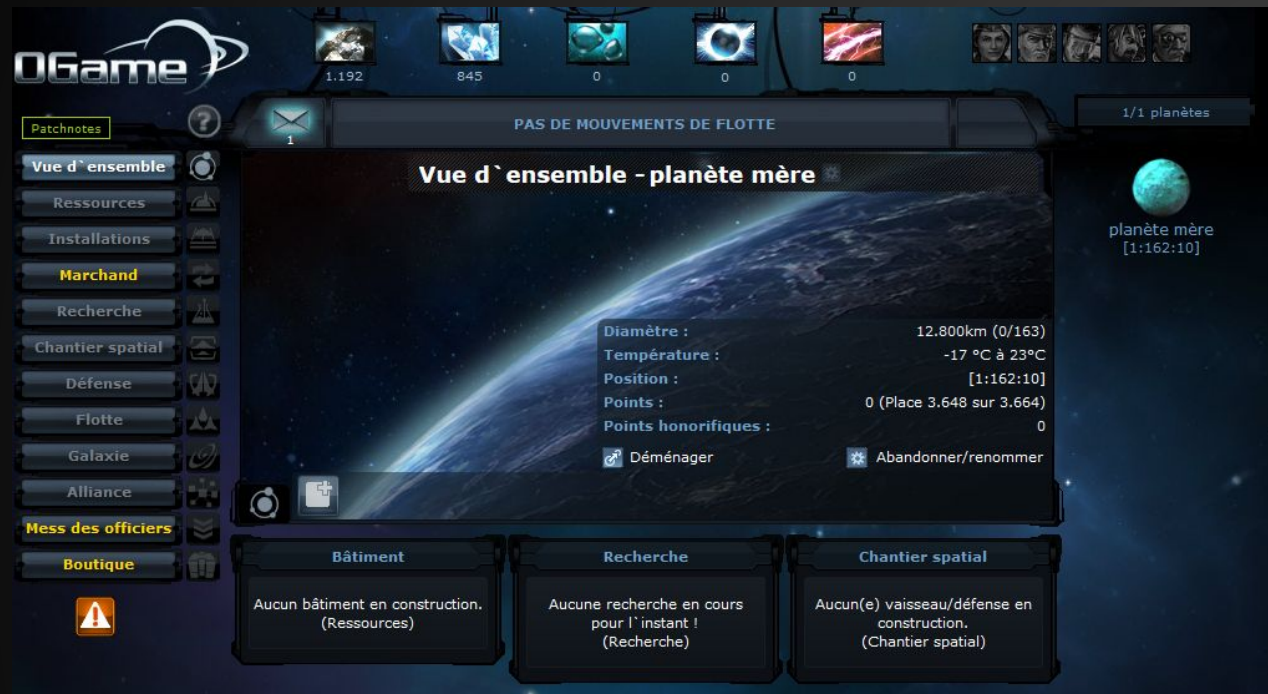 OGame
1.192
845
0
0
0
Patchnotes
?
1
PAS DE MOUVEMENTS DE FLOTTE
1/1 planètes
Vue d`ensemble
Ressources
Installations
Marchand
Recherche
Chantier spatial
Défense
Flotte
Galaxie
Alliance
Mess des officiers
Boutique
Vue d`ensemble - planète mère
planète mère
[1:162:10]
Diamètre : 12.800km (0/163)
Température : -17 °C à 23°C
Position : [1:162:10]
Points : 0 (Place 3.648 sur 3.664)
Points honorifiques : 0
Déménager Abandonner/renommer
Bâtiment
Aucun bâtiment en construction.
(Ressources)
Recherche
Aucune recherche en cours
pour l`instant !
(Recherche)
Chantier spatial
Aucun(e) vaisseau/défense en
construction.
(Chantier spatial)